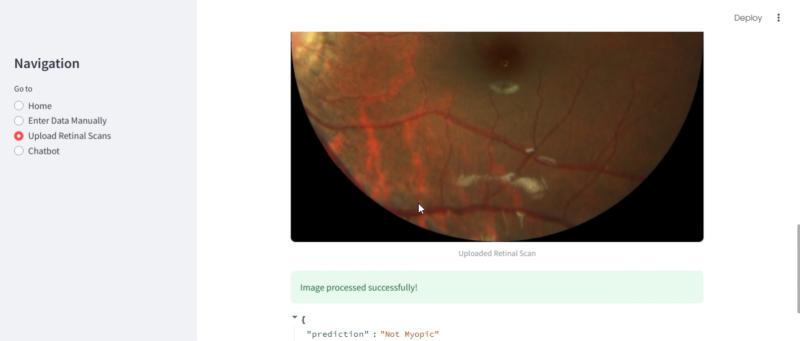 Deploy
Navigation
Go to
Home
Enter Data Manually
Upload Retinal Scans
Chatbot
Uploaded Retinal Scan
Image processed successfully!
{
"prediction" : "Not Myopic"